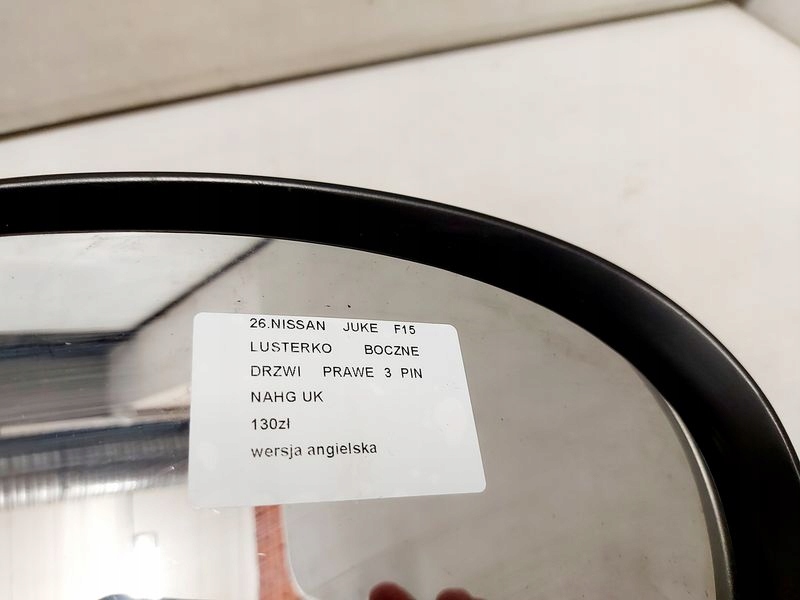 26.NISSAN JUKE F15
LUSTERKO BOCZNE
DRZWI PRAWE 3 PIN
NAHG UK
130zł
wersja angielska